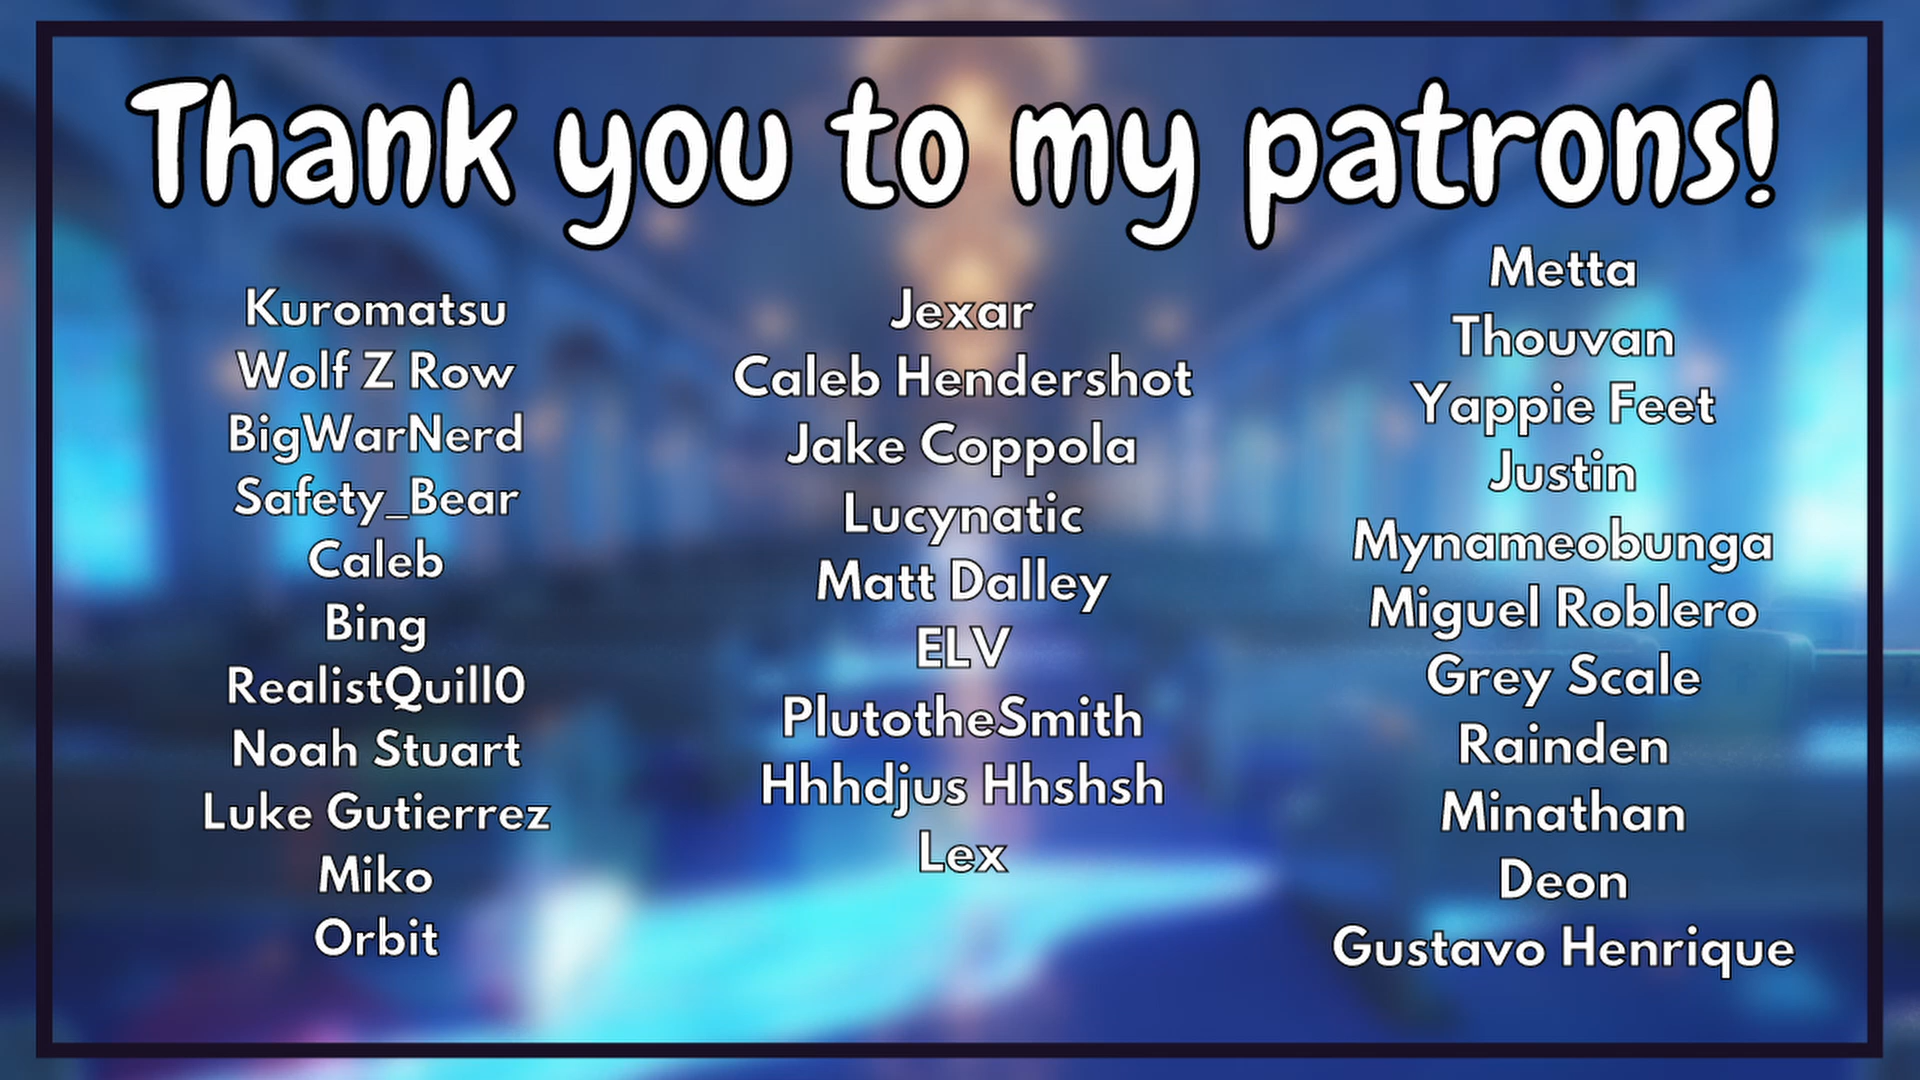 Thank you to my patrons!
Kuromatsu
Wolf Z Row
BigWarNerd
Safety_Bear
Caleb
Bing
RealistQuill0
Noah Stuart
Luke Gutierrez
Miko
Orbit
Jexar
Caleb Hendershot
Jake Coppola
Lucynatic
Matt Dalley
ELV
PlutotheSmith
Hhhdjus Hhshsh
Lex
Metta
Thouvan
Yappie Feet
Justin
Mynameobunga
Miguel Roblero
Grey Scale
Rainden
Minathan
Deon
Gustavo Henrique